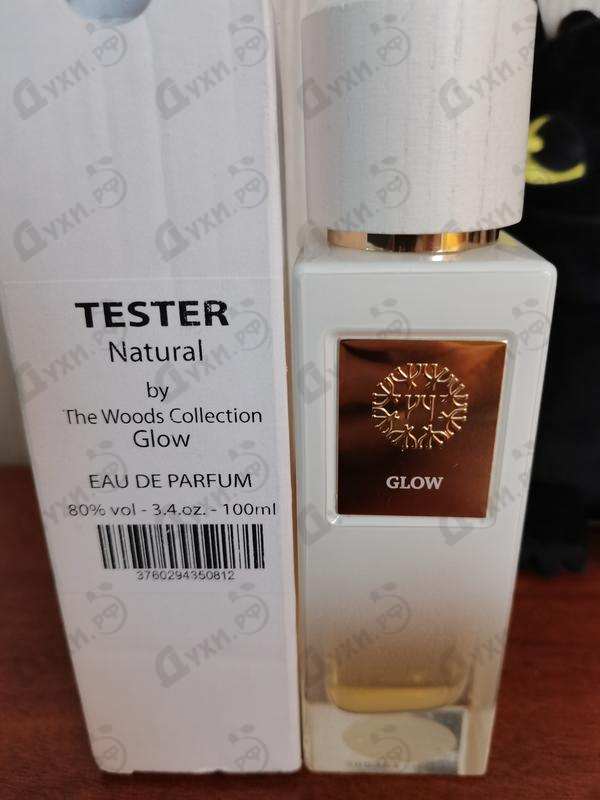 TESTER
Natural
by
The Woods Collection
Glow
EAU DE PARFUM
80% vol - 3.4.oz. - 100ml
3760294350812
GLOW
Духи.рф